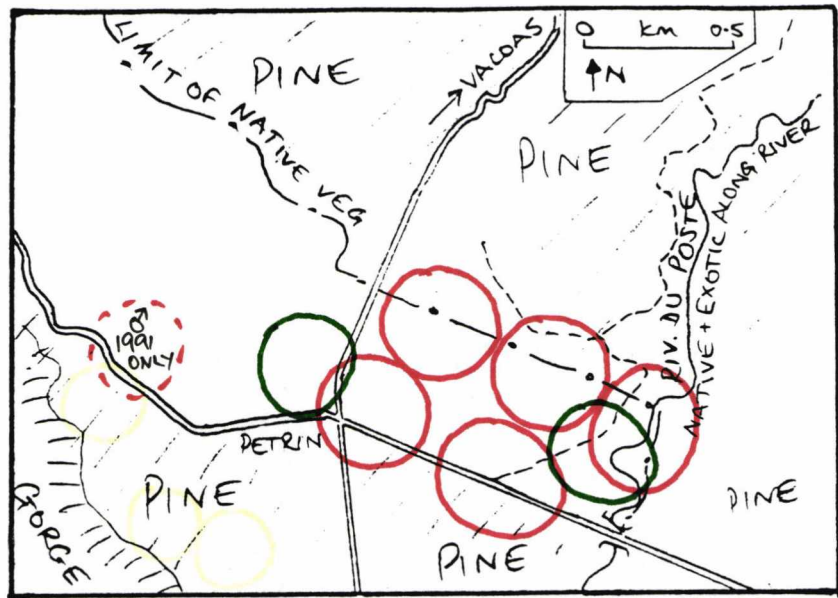 0 km 0.5
N
PINE
LIMIT OF NATIVE VEG
→ VALOAS
PINE
RIV. DU POSTE
NATIVE + EXOTIC ALONG RIVER
♂
1991
ONLY
PETRIN
PINE
GORGE
PINE
PINE